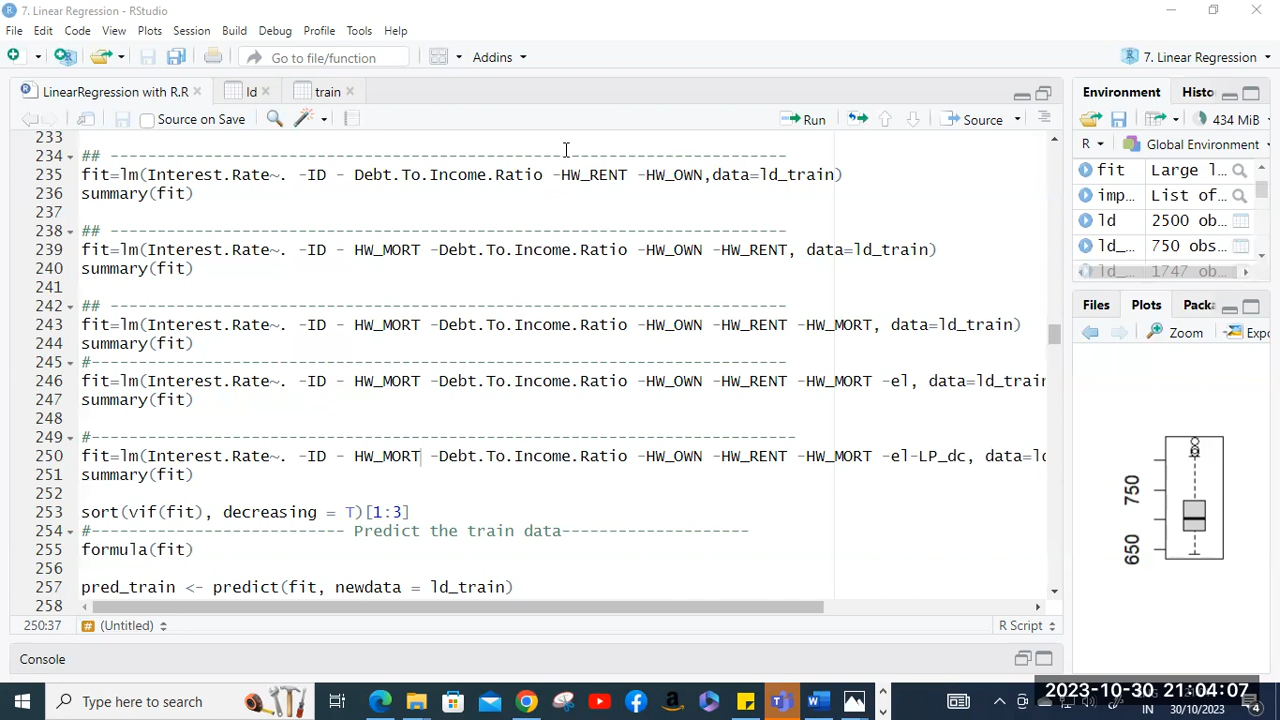 7. Linear Regression - RStudio
File Edit Code View Plots Session Build Debug Profile Tools Help
Go to file/function Addins 7. Linear Regression
LinearRegression with R.R ld train
Source on Save Run Source
233
234 ## ------------------------------------------------------------------------
235 fit=lm(Interest.Rate~. -ID - Debt.To.Income.Ratio -HW_RENT -HW_OWN,data=ld_train)
236 summary(fit)
237
238 ## ------------------------------------------------------------------------
239 fit=lm(Interest.Rate~. -ID - HW_MORT -Debt.To.Income.Ratio -HW_OWN -HW_RENT, data=ld_train)
240 summary(fit)
241
242 ## ------------------------------------------------------------------------
243 fit=lm(Interest.Rate~. -ID - HW_MORT -Debt.To.Income.Ratio -HW_OWN -HW_RENT -HW_MORT, data=ld_train)
244 summary(fit)
245 #--------------------------------------------------------------------------
246 fit=lm(Interest.Rate~. -ID - HW_MORT -Debt.To.Income.Ratio -HW_OWN -HW_RENT -HW_MORT -el, data=ld_train
247 summary(fit)
248
249 #---------------------------------------------------------------------------
250 fit=lm(Interest.Rate~. -ID - HW_MORT -Debt.To.Income.Ratio -HW_OWN -HW_RENT -HW_MORT -el-LP_dc, data=ld
251 summary(fit)
252
253 sort(vif(fit), decreasing = T)[1:3]
254 #--------------------------- Predict the train data--------------------
255 formula(fit)
256
257 pred_train <- predict(fit, newdata = ld_train)
258
250:37 (Untitled) R Script
Console
Environment Histo
434 MiB
R Global Environment
fit Large l...
imp... List of...
ld 2500 ob...
ld_... 750 obs...
ld_... 1747 ob...
Files Plots Packa
Zoom Expo
750
650
Type here to search
IN 30/10/2023
2023-10-30 21:04:07
4